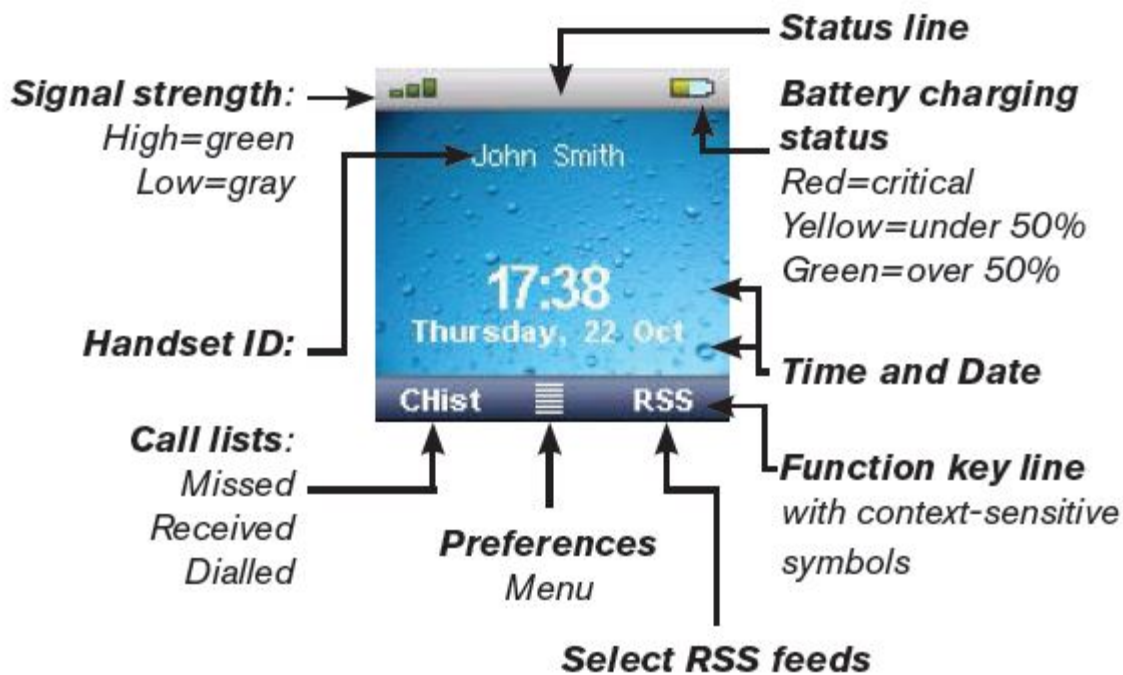 Status line
Signal strength:
High=green
Low=gray
Battery charging
status
Red=critical
Yellow=under 50%
Green=over 50%
John Smith
17:38
Thursday, 22 Oct
Handset ID:
Time and Date
CHist
RSS
Call lists:
Missed
Received
Dialled
Preferences
Menu
Function key line
with context-sensitive
symbols
Select RSS feeds